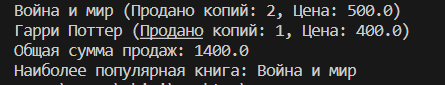 Война и мир (Продано копий: 2, Цена: 500.0)
Гарри Поттер (Продано копий: 1, Цена: 400.0)
Общая сумма продаж: 1400.0
Наиболее популярная книга: Война и мир